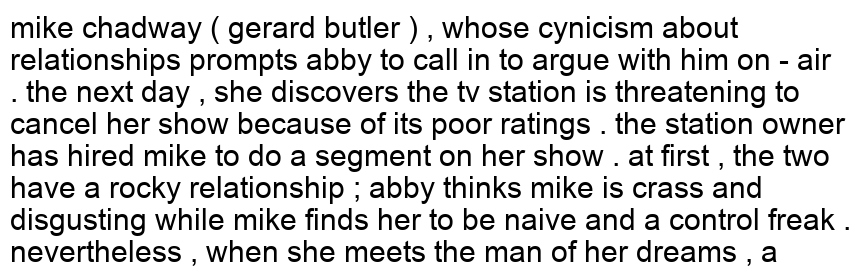 mike chadway ( gerard butler ) , whose cynicism about
relationships prompts abby to call in to argue with him on - air
. the next day , she discovers the tv station is threatening to
cancel her show because of its poor ratings . the station owner
has hired mike to do a segment on her show . at first , the two
have a rocky relationship ; abby thinks mike is crass and
disgusting while mike finds her to be naive and a control freak .
nevertheless , when she meets the man of her dreams , a